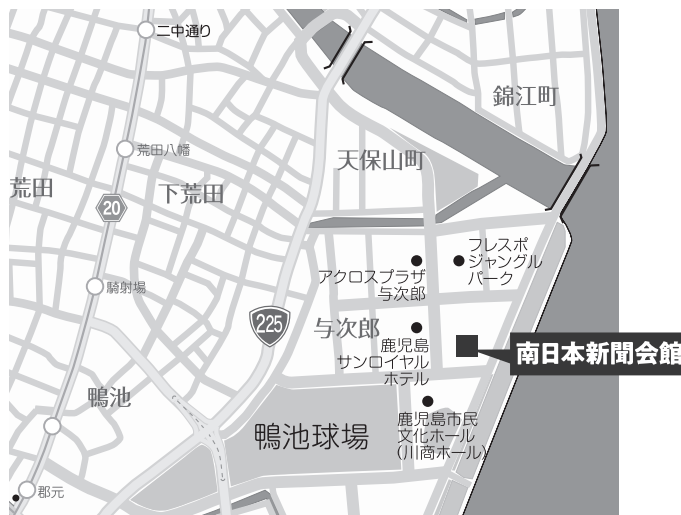 二中通り
錦江町
荒田八幡
天保山町
荒田
下荒田
20
フレスポ
ジャングル
パーク
アクロスプラザ
与次郎
騎射場
225
与次郎
鹿児島
サンロイヤル
ホテル
南日本新聞会館
鴨池
鹿児島市民
文化ホール
(川商ホール)
鴨池球場
郡元